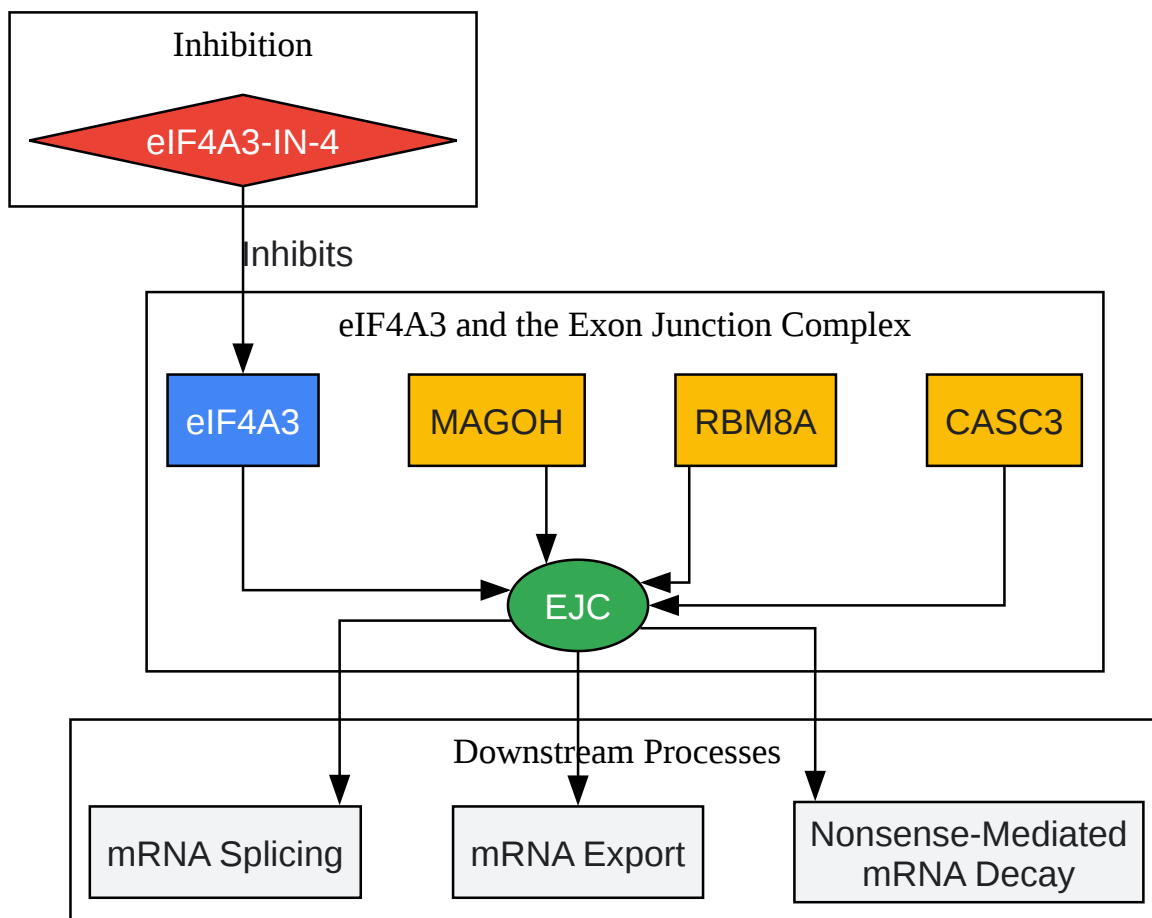 Inhibition
eIF4A3-IN-4
Inhibits
eIF4A3 and the Exon Junction Complex
eIF4A3
MAGOH
RBM8A
CASC3
EJC
Downstream Processes
mRNA Splicing
mRNA Export
Nonsense-Mediated
mRNA Decay